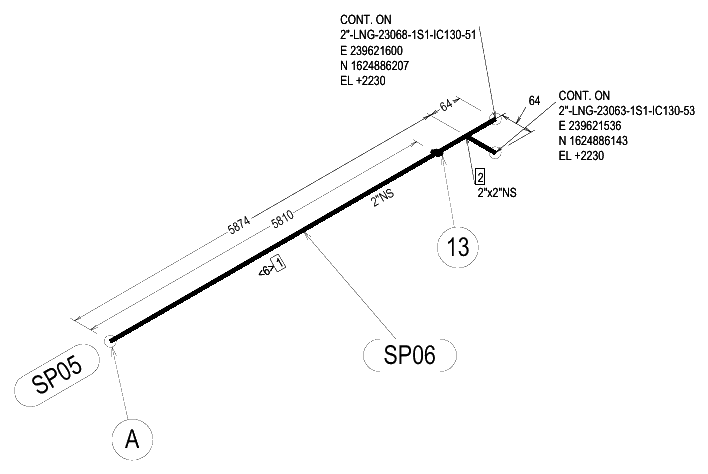 CONT. ON
2"-LNG-23068-1S1-IC130-51
E 239621600
N 1624886207
EL +2230
64
64
CONT. ON
2"-LNG-23063-1S1-IC130-53
E 239621536
N 1624886143
EL +2230
2
2"x2"NS
2"NS
5874
5810
13
<6> 1
SP06
SP05
A